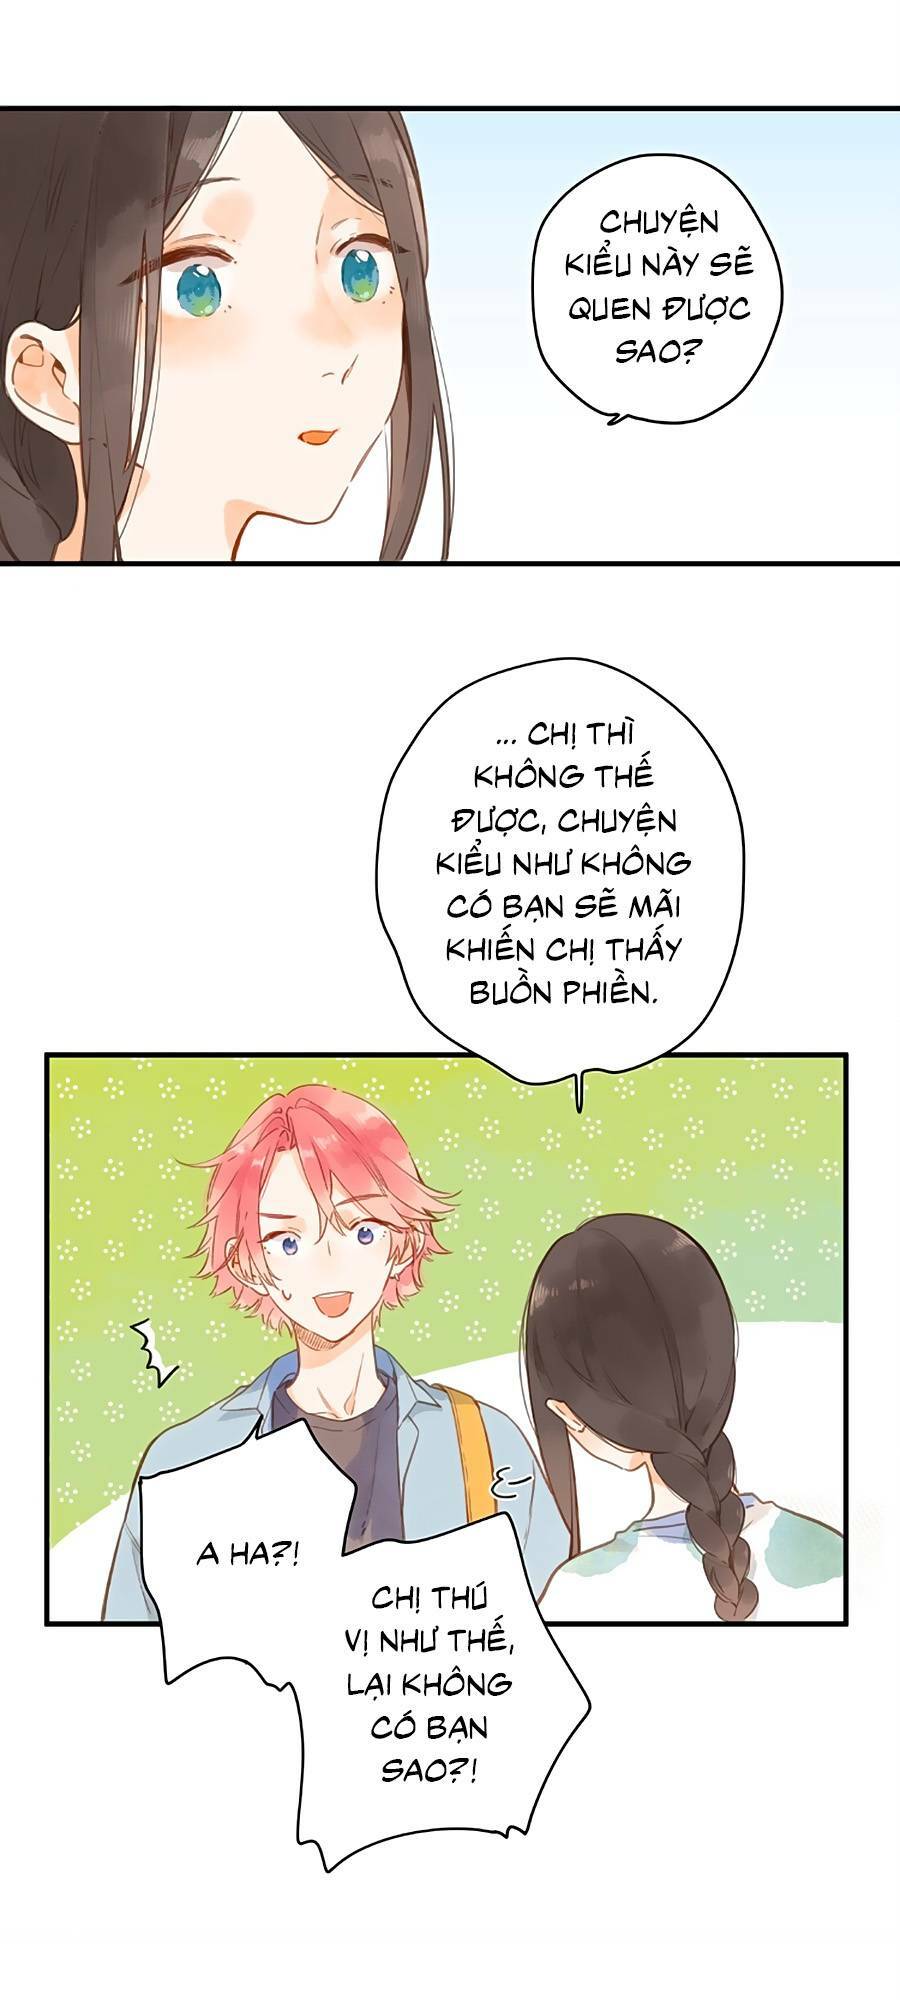 CHUYỆN
KIỂU NÀY SẼ
QUEN ĐƯỢC
SAO?
... CHỊ THÌ
KHÔNG THẾ
ĐƯỢC, CHUYỆN
KIỂU NHƯ KHÔNG
CÓ BẠN SẼ MÃI
KHIẾN CHỊ THẤY
BUỒN PHIỀN.
A HA?!
CHỊ THÚ
VỊ NHƯ THẾ,
LẠI KHÔNG
CÓ BẠN
SAO?!